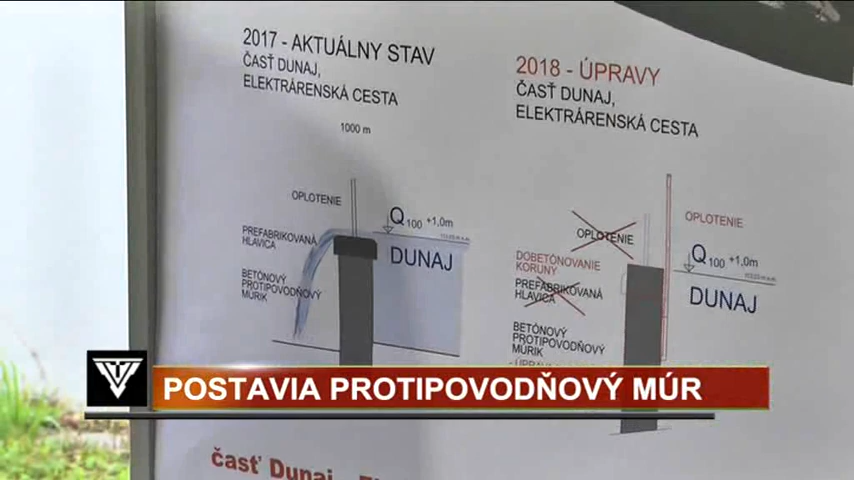 2017 - AKTUÁLNY STAV
ČASŤ DUNAJ,
ELEKTRÁRENSKÁ CESTA
1000 m
OPLOTENIE
Q100 +1,0m
PREFABRIKOVANÁ
HLAVICA
DUNAJ
BETÓNOVÝ
PROTIPOVODŇOVÝ
MÚRIK
2018 - ÚPRAVY
ČASŤ DUNAJ,
ELEKTRÁRENSKÁ CESTA
OPLOTENIE
OPLOTENIE
Q100 +1,0m
DOBETÓNOVANIE
KORUNY
PREFABRIKOVANÁ
HLAVICA
DUNAJ
BETÓNOVÝ
PROTIPOVODŇOVÝ
MÚRIK
POSTAVIA PROTIPOVODŇOVÝ MÚR
časť Dunaj